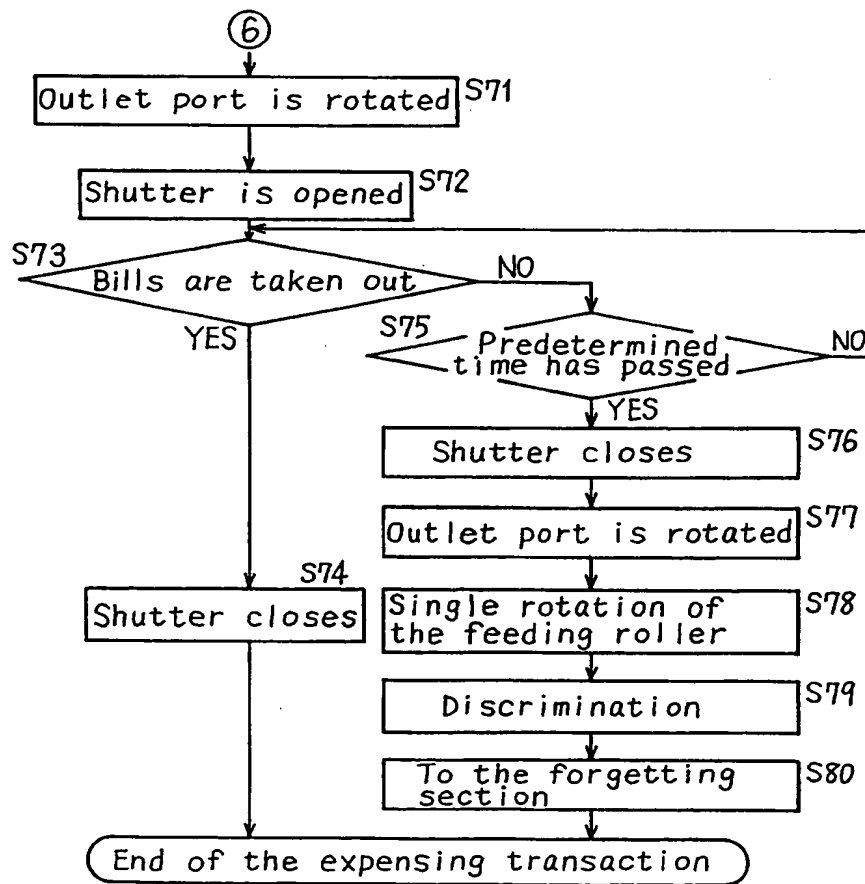 6
Outlet port is rotated
S71
Shutter is opened
S72
S73
Bills are taken out
NO
YES
S75
Predetermined
time has passed
NO
YES
S76
Shutter closes
S77
Outlet port is rotated
S74
Shutter closes
S78
Single rotation of
the feeding roller
S79
Discrimination
S80
To the forgetting
section
End of the expensing transaction